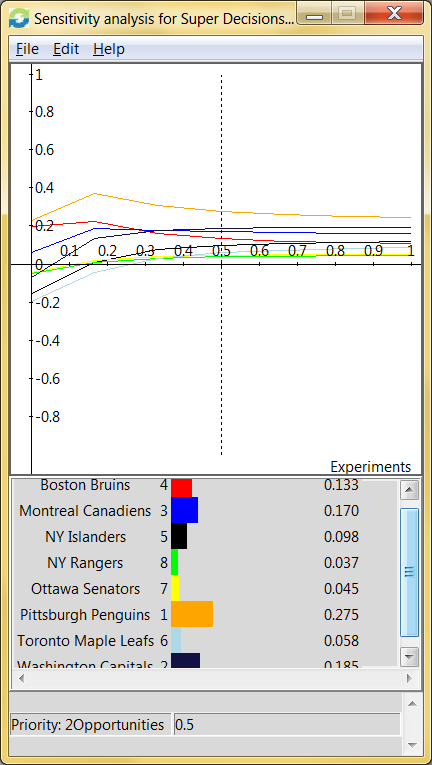 Sensitivity analysis for Super Decisions...
File Edit Help
1
0.8
0.6
0.4
0.2
0 0.1 0.2 0.3 0.4 0.5 0.6 0.7 0.8 0.9 1
-0.2
-0.4
-0.6
-0.8
Experiments
Boston Bruins 4 0.133
Montreal Canadiens 3 0.170
NY Islanders 5 0.098
NY Rangers 8 0.037
Ottawa Senators 7 0.045
Pittsburgh Penguins 1 0.275
Toronto Maple Leafs 6 0.058
Washington Capitals 2 0.185
Priority: 2Opportunities 0.5